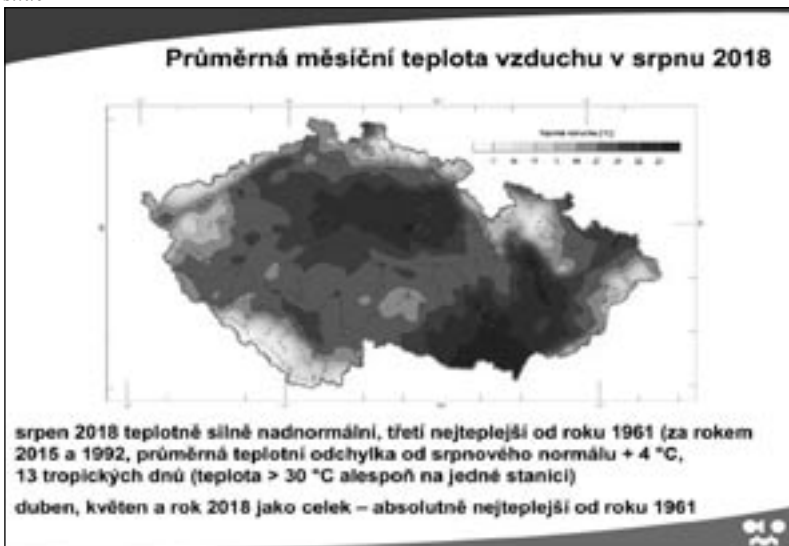 Průměrná měsíční teplota vzduchu v srpnu 2018
srpen 2018 teplotně silně nadnormální, třetí nejteplejší od roku 1961 (za rokem
2015 a 1992, průměrná teplotní odchylka od srpnového normálu + 4 °C,
13 tropických dnů (teplota > 30 °C alespoň na jedné stanici)
duben, květen a rok 2018 jako celek – absolutně nejteplejší od roku 1961